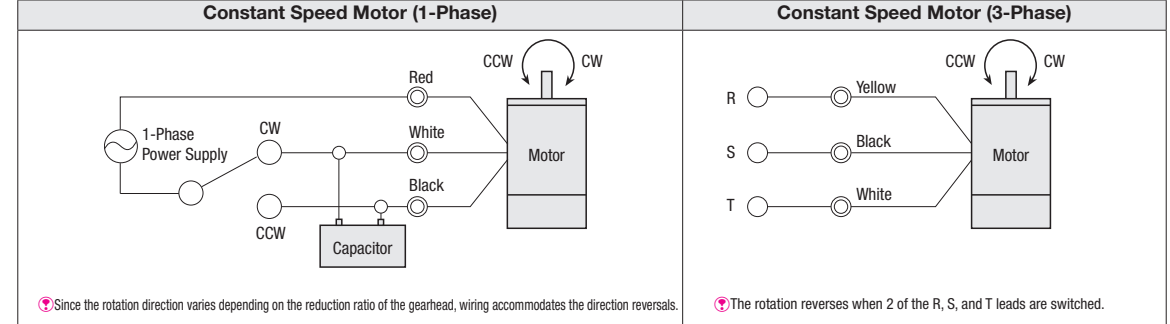 Constant Speed Motor (1-Phase)
CCW
CW
Red
1-Phase
Power Supply
CW
White
Motor
Black
CCW
Capacitor
Since the rotation direction varies depending on the reduction ratio of the gearhead, wiring accommodates the direction reversals.
Constant Speed Motor (3-Phase)
CCW
CW
R
Yellow
S
Black
Motor
T
White
The rotation reverses when 2 of the R, S, and T leads are switched.